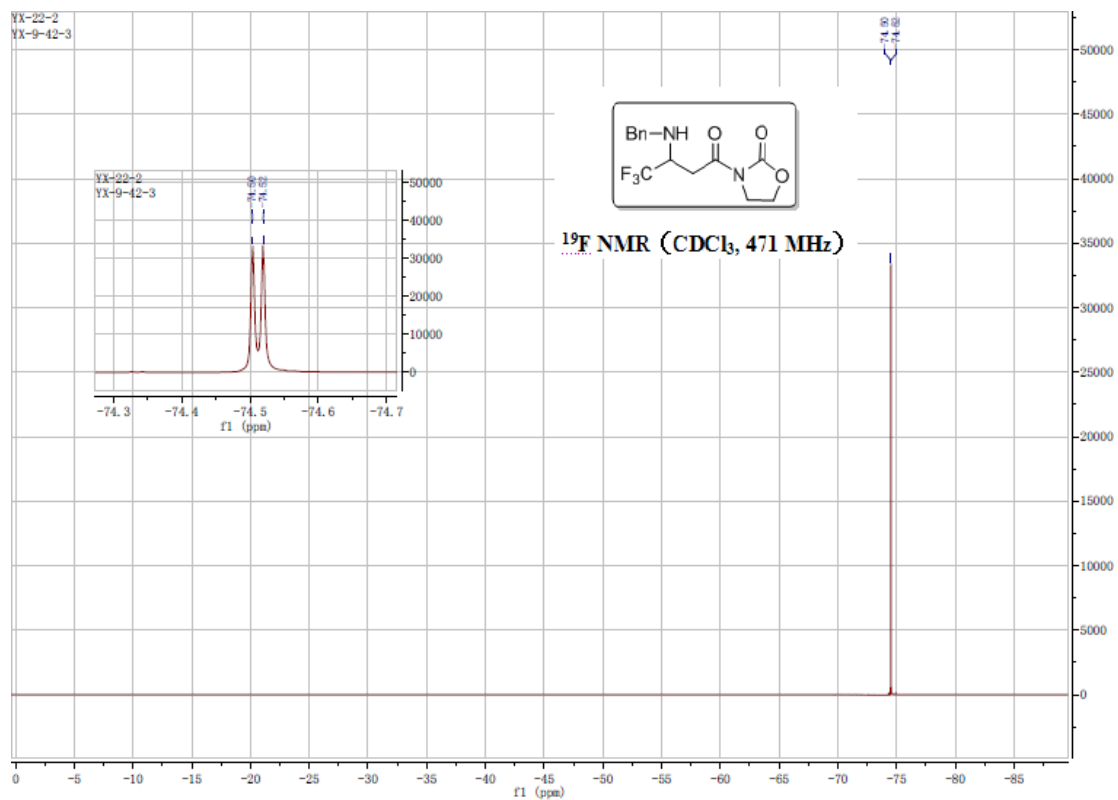 YX-22-2
YX-9-42-3
-74.50
-74.52
50000
45000
40000
35000
30000
25000
20000
15000
10000
5000
0
Bn
NH
O
O
F₃C
N
O
¹⁹F NMR (CDCl₃, 471 MHz)
YX-22-2
YX-9-42-3
-74.50
-74.52
50000
40000
30000
20000
10000
0
-74.3 -74.4 -74.5 -74.6 -74.7
f1 (ppm)
0 -5 -10 -15 -20 -25 -30 -35 -40 -45 -50 -55 -60 -65 -70 -75 -80 -85
f1 (ppm)